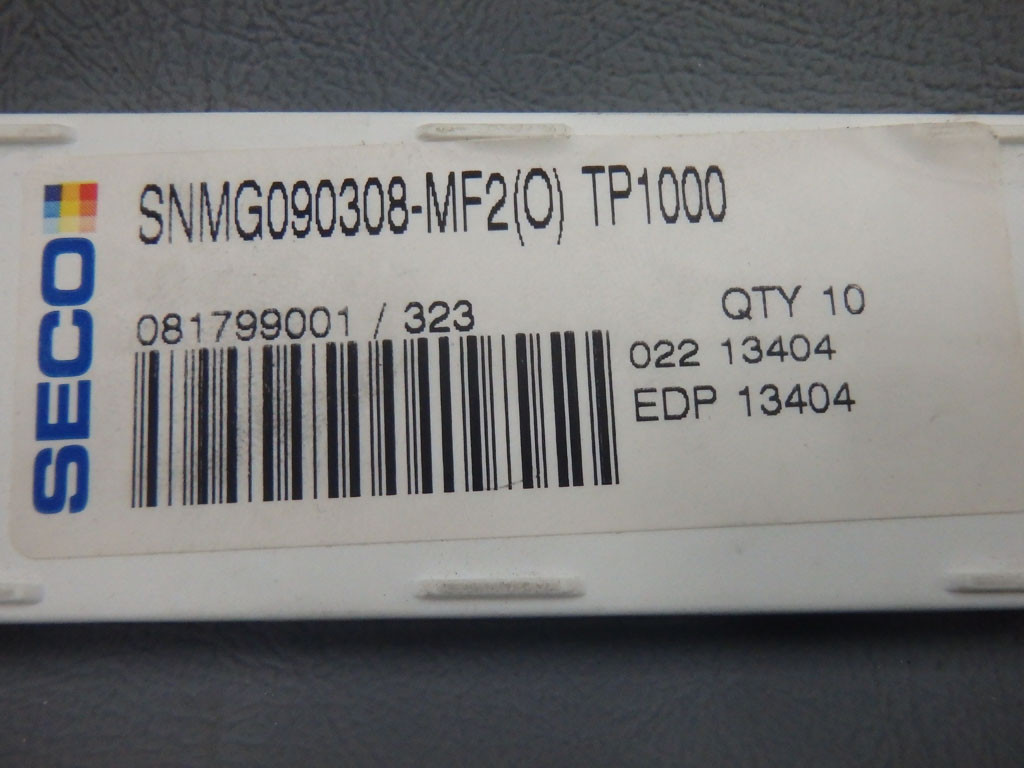 SECO
SNMG090308-MF2(O) TP1000
081799001 / 323
QTY 10
022 13404
EDP 13404